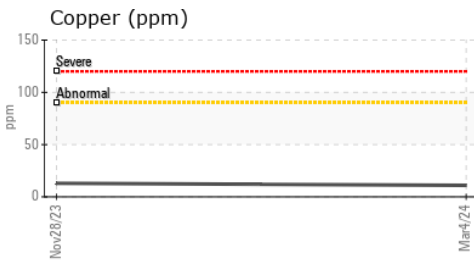 Copper (ppm)
150
Severe
100
Abnormal
ppm
50
0
Nov28/23
Mar4/24